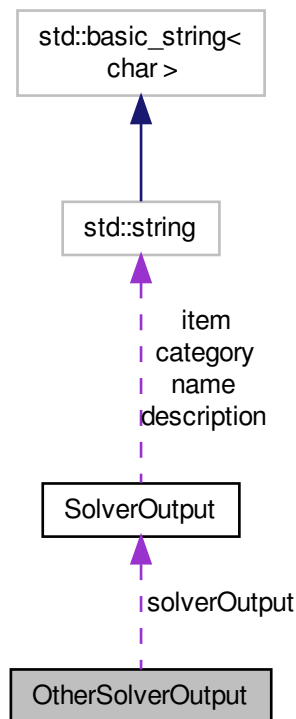 std::basic_string<
char >
std::string
item
category
name
description
SolverOutput
solverOutput
OtherSolverOutput